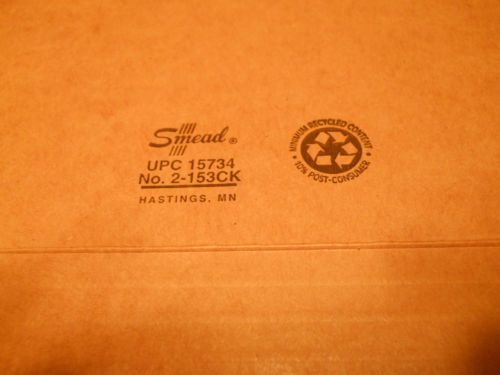 Smead ®
UPC 15734
No. 2-153CK
HASTINGS, MN
MINIMUM RECYCLED CONTENT
• 10% POST-CONSUMER •